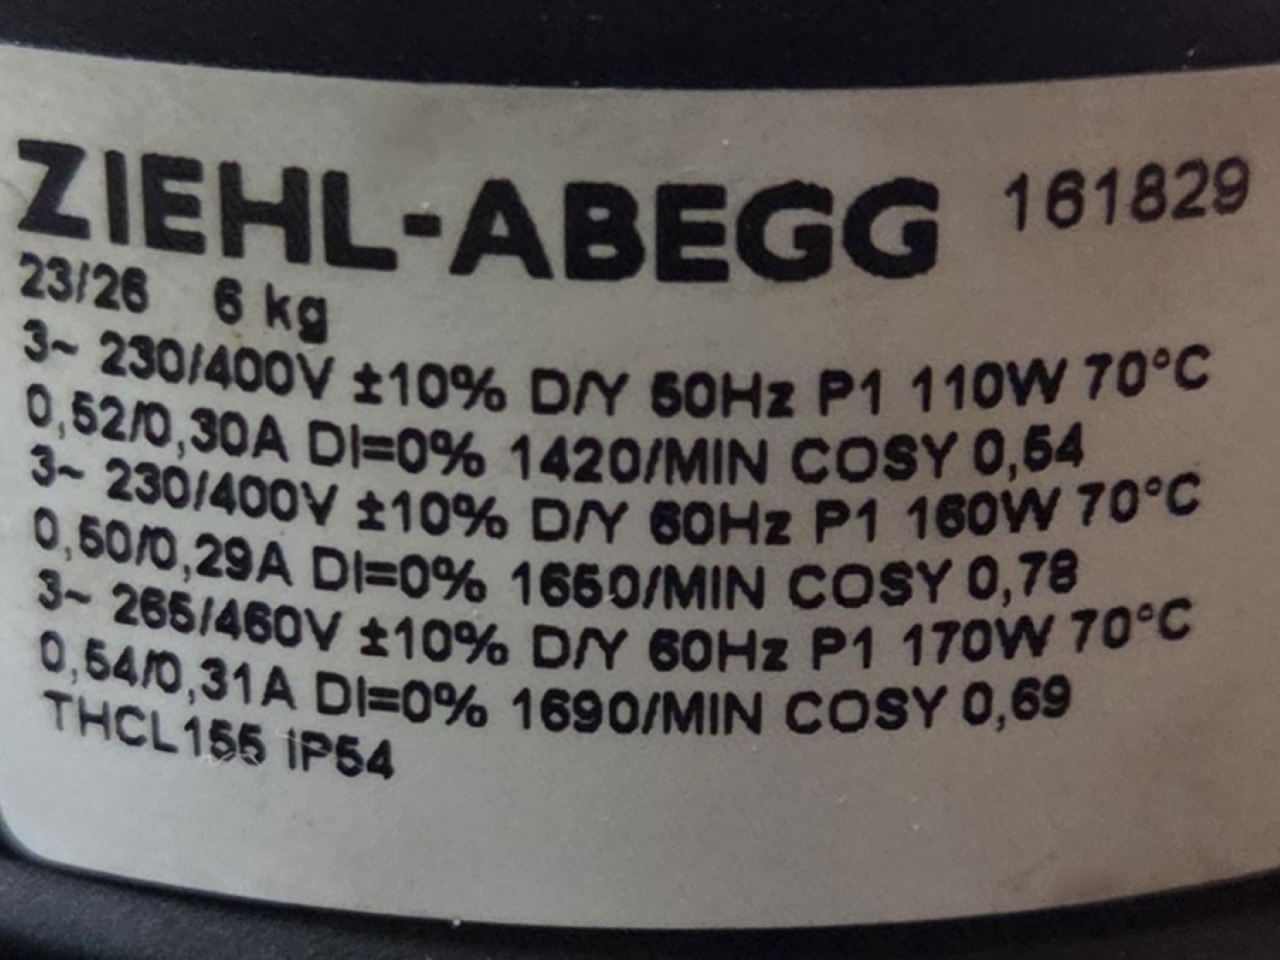 ZIEHL-ABEGG 161829
23/26 6 kg
3~ 230/400V ±10% D/Y 50Hz P1 110W 70°C
0,52/0,30A DI=0% 1420/MIN COSY 0,54
3~ 230/400V ±10% D/Y 60Hz P1 160W 70°C
0,50/0,29A DI=0% 1650/MIN COSY 0,78
3~ 265/460V ±10% D/Y 60Hz P1 170W 70°C
0,54/0,31A DI=0% 1690/MIN COSY 0,69
THCL155 IP54